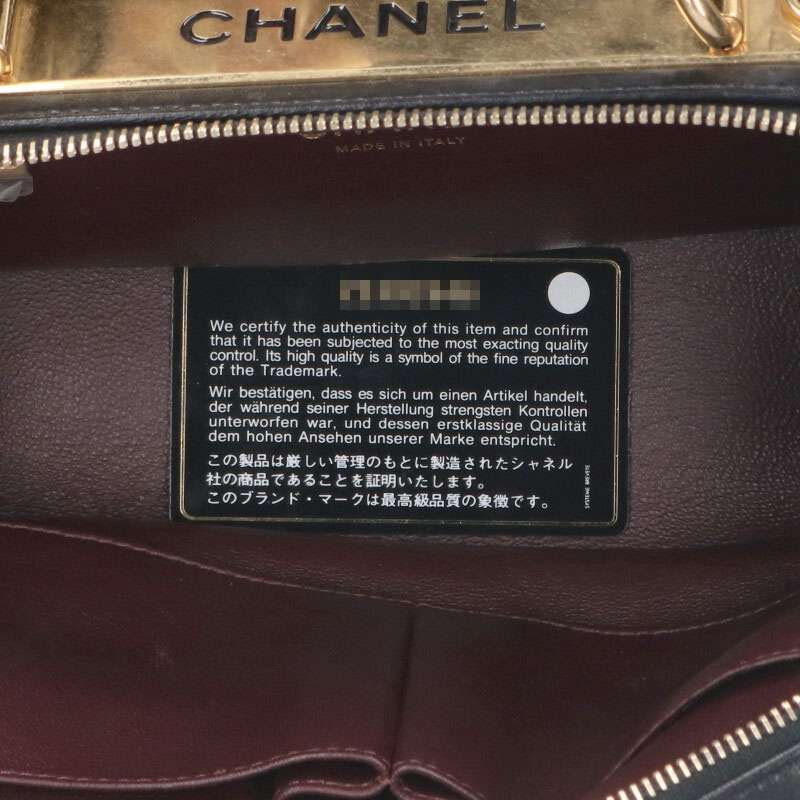 CHANEL
MADE IN ITALY
We certify the authenticity of this item and confirm
that it has been subjected to the most exacting quality
control. Its high quality is a symbol of the fine reputation
of the Trademark.
Wir bestätigen, dass es sich um einen Artikel handelt,
der während seiner Herstellung strengsten Kontrollen
unterworfen war, und dessen erstklassige Qualität
dem hohen Ansehen unserer Marke entspricht.
この製品は厳しい管理のもとに製造されたシャネル
社の商品であることを証明いたします。
このブランド・マークは最高級品質の象徴です。